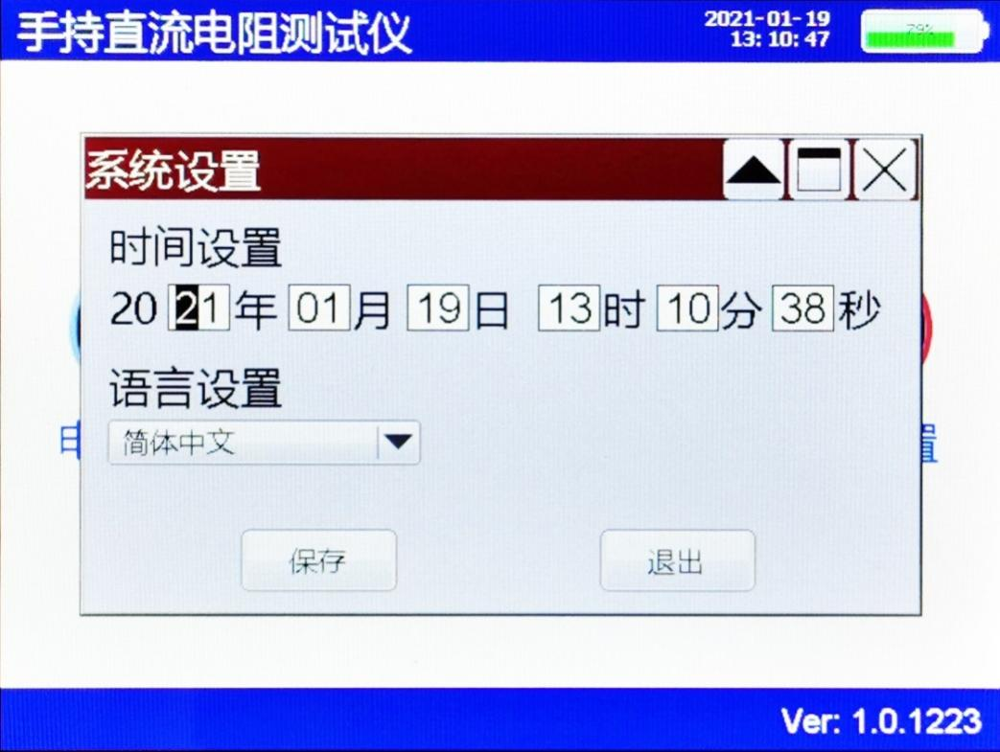 手持直流电阻测试仪
2021-01-19
13:10:47
79%
系统设置
时间设置
20 21年 01月 19日 13时 10分 38秒
语言设置
简体中文
置
保存 退出
Ver: 1.0.1223